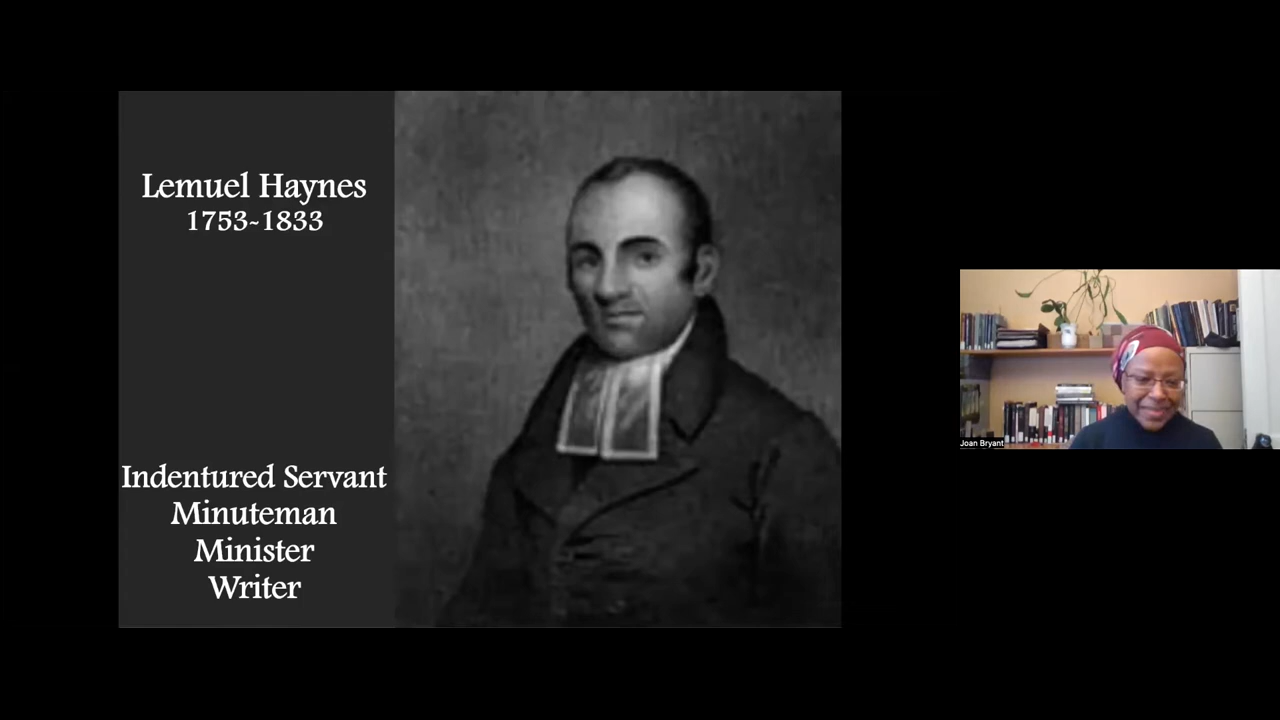 Lemuel Haynes
1753~1833
Indentured Servant
Minuteman
Minister
Writer
Joan Bryant